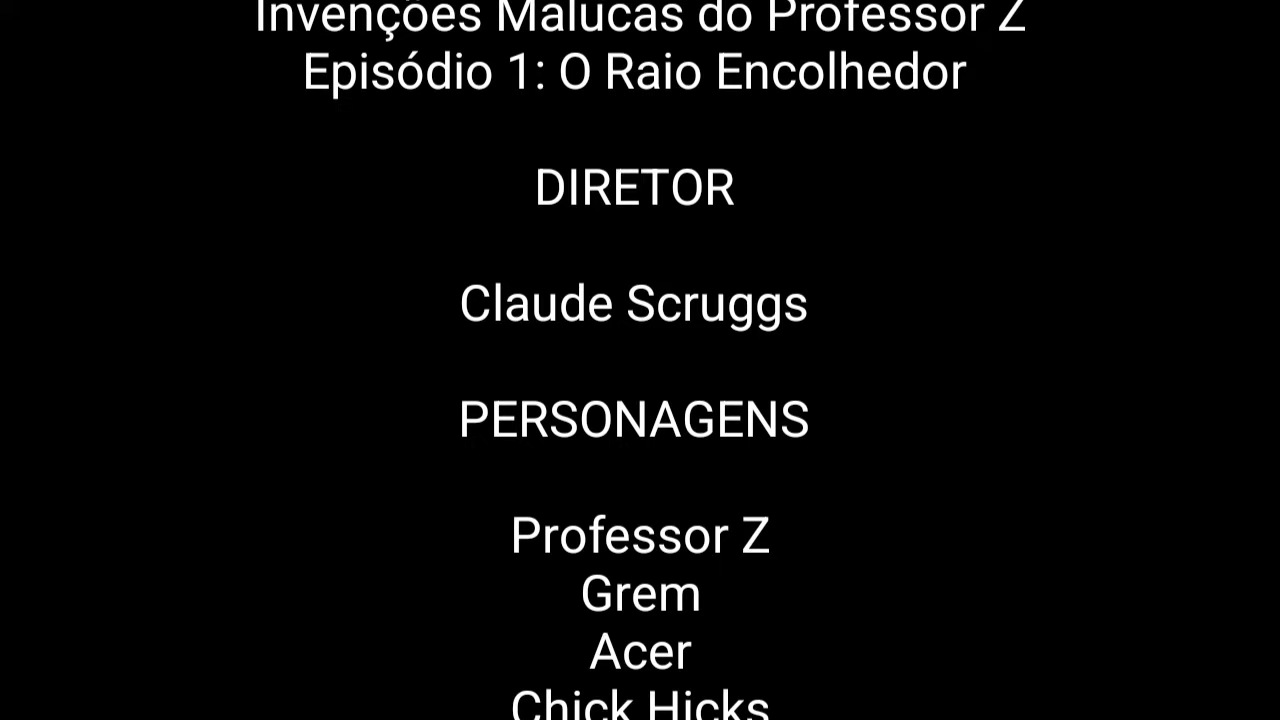 Invenções Malucas do Professor Z
Episódio 1: O Raio Encolhedor
DIRETOR
Claude Scruggs
PERSONAGENS
Professor Z
Grem
Acer
Chick Hicks